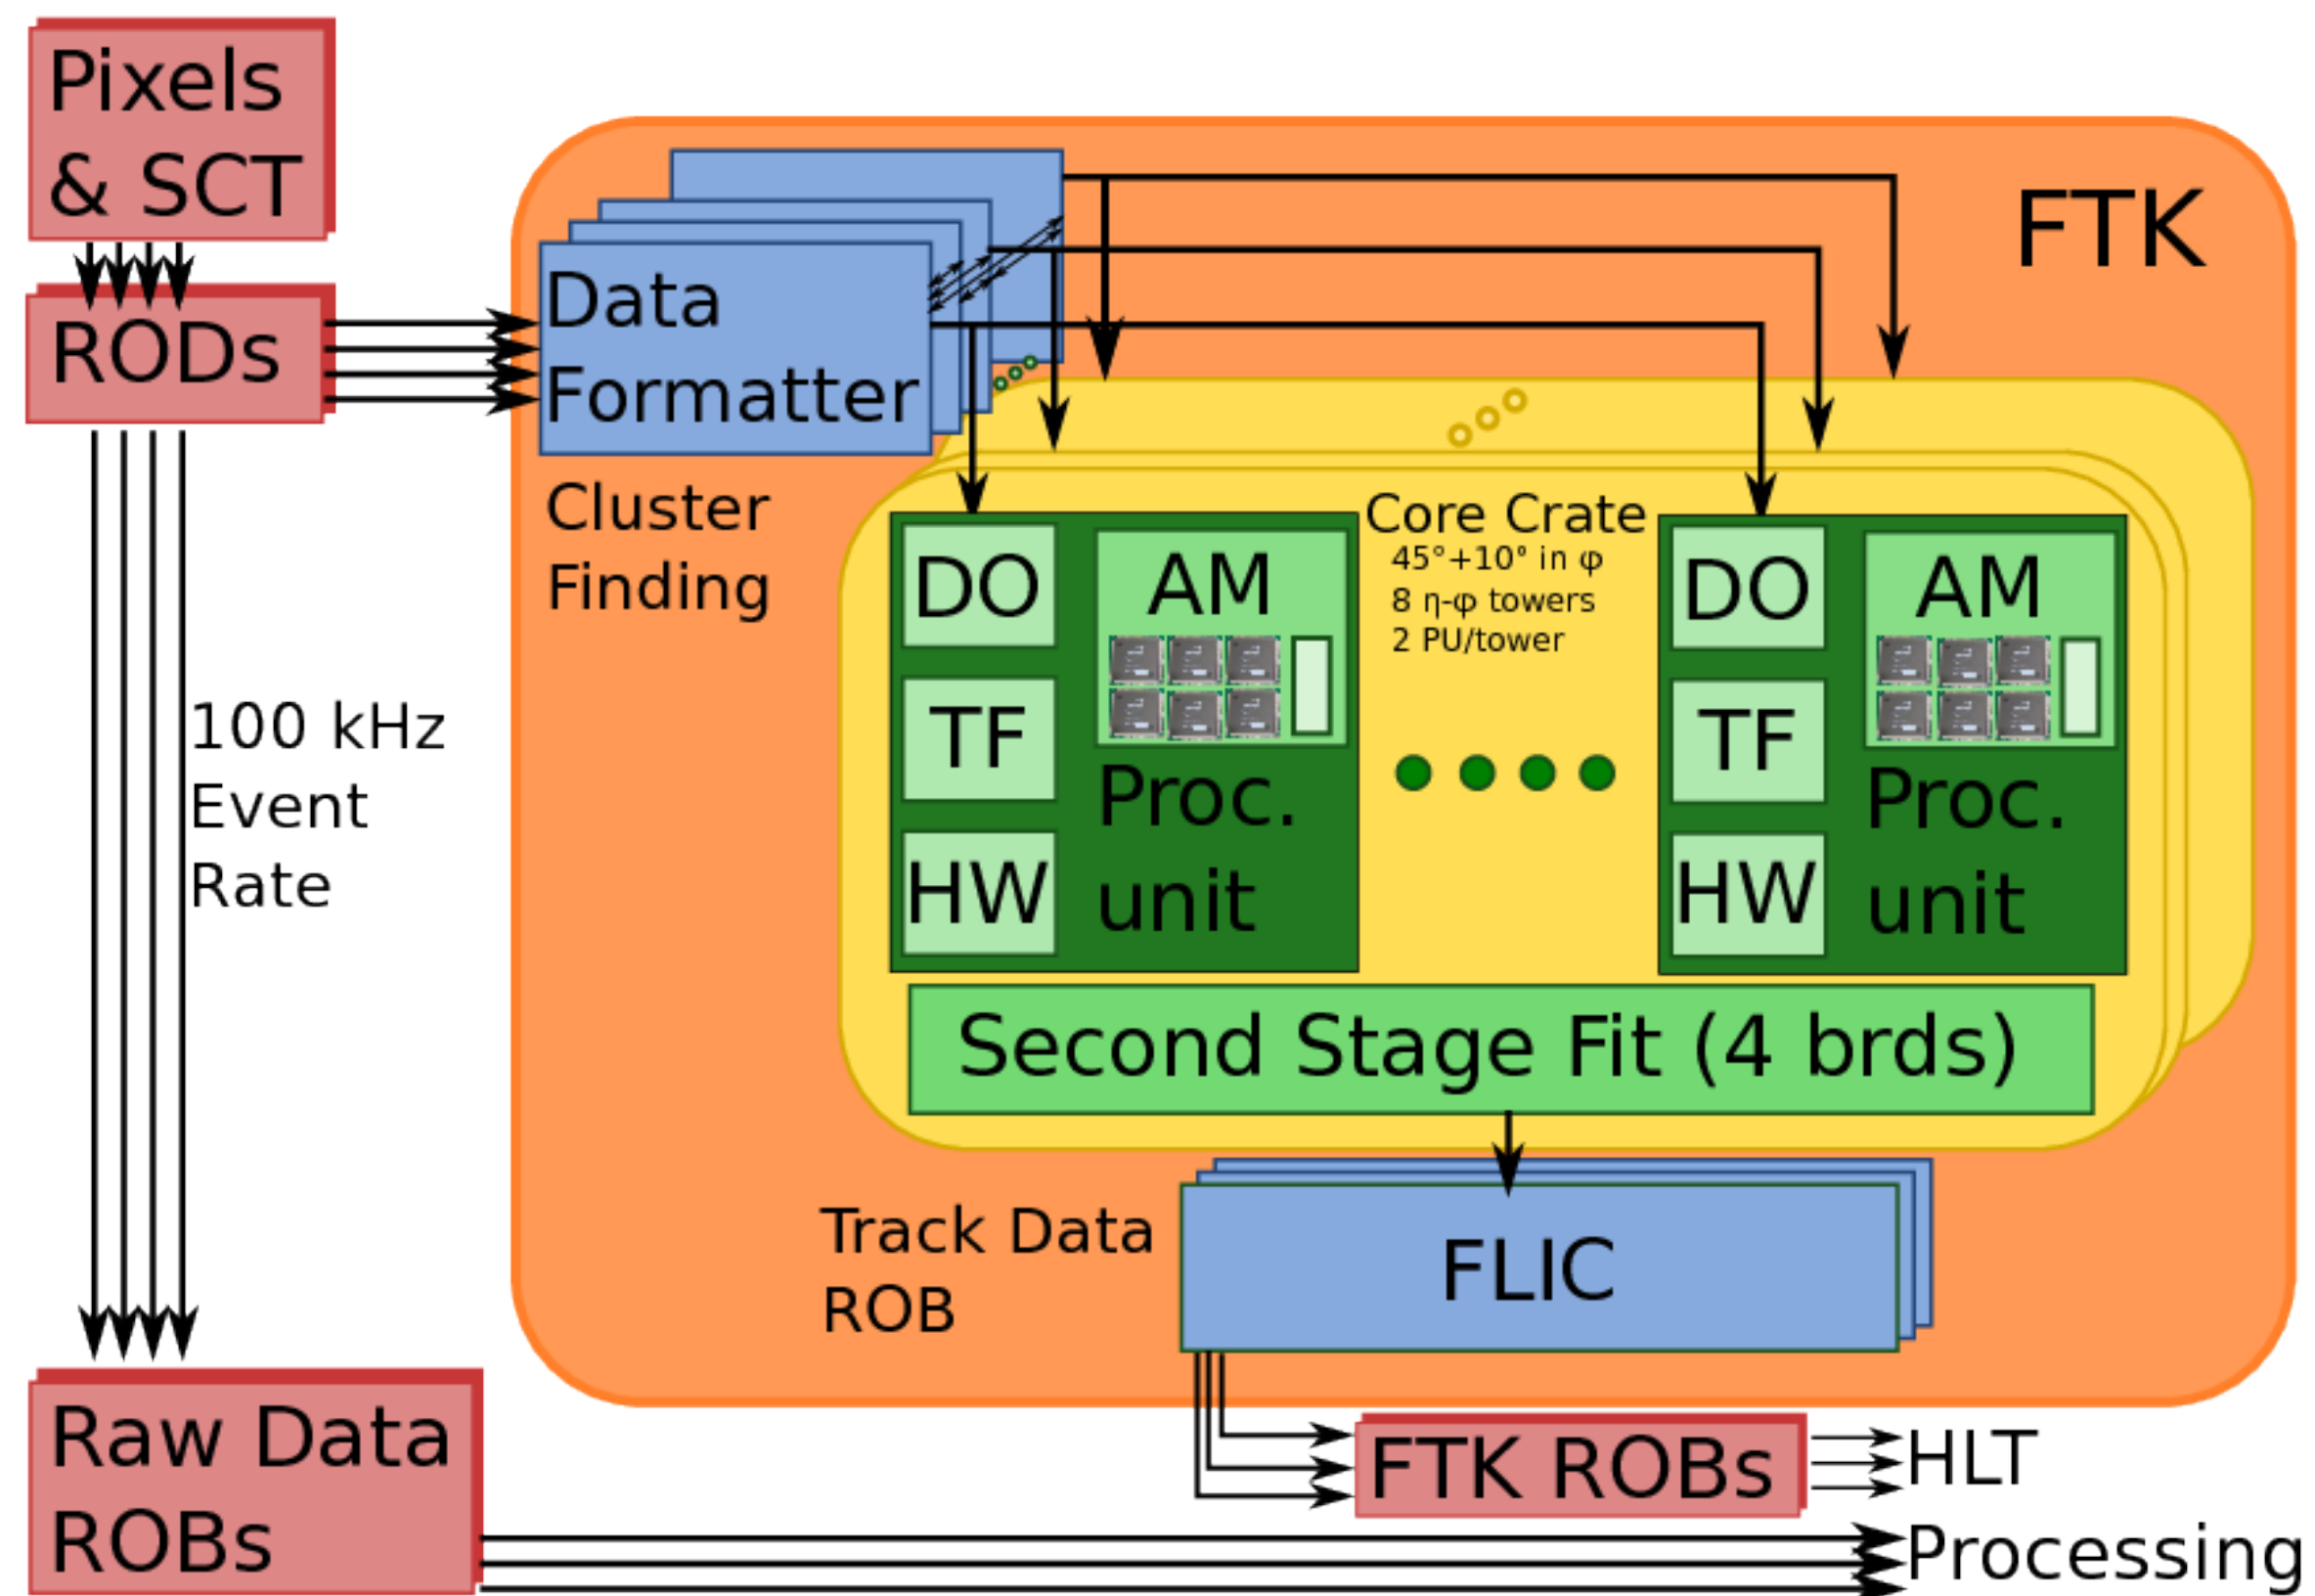 Pixels
& SCT
RODs
100 kHz
Event
Rate
Raw Data
ROBs
FTK
Data
Formatter
Cluster
Finding
Core Crate
45°+10° in φ
8 η-φ towers
2 PU/tower
DO
AM
TF
HW
Proc.
unit
DO
AM
TF
HW
Proc.
unit
Second Stage Fit (4 brds)
Track Data
ROB
FLIC
FTK ROBs
HLT
Processing